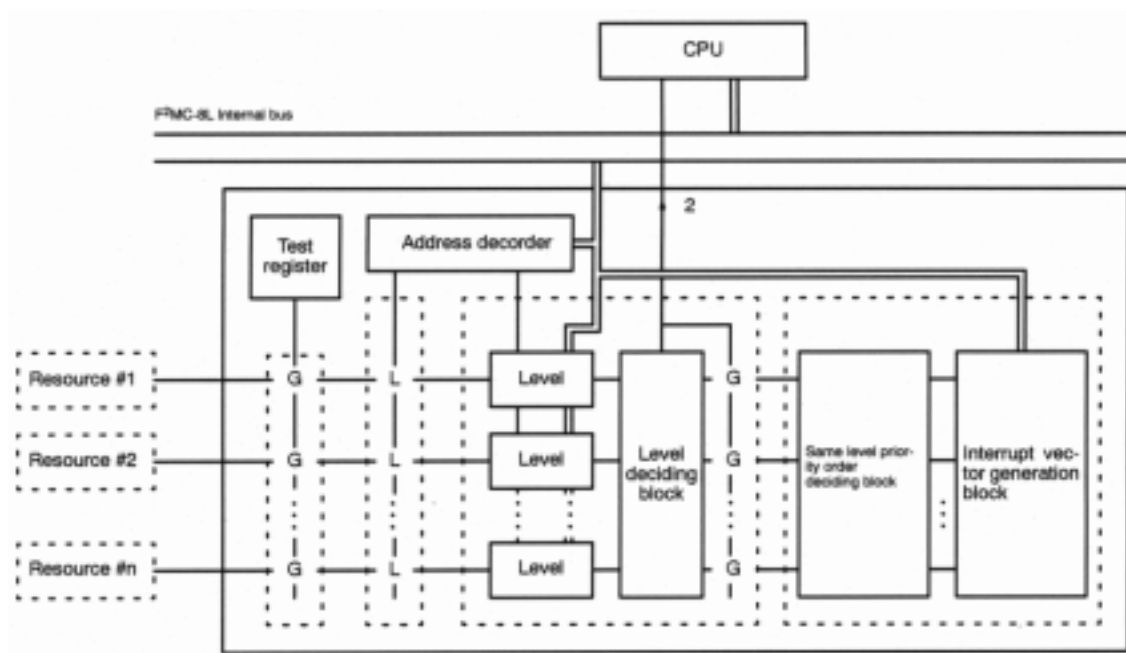 CPU
F²MC-8L Internal bus
2
Test
register
Address decorder
Resource #1
G
L
Level
G
Resource #2
G
L
Level
Level
deciding
block
G
Same level prior-
ity order
deciding block
Interrupt vec-
tor generation
block
Resource #n
G
L
Level
G